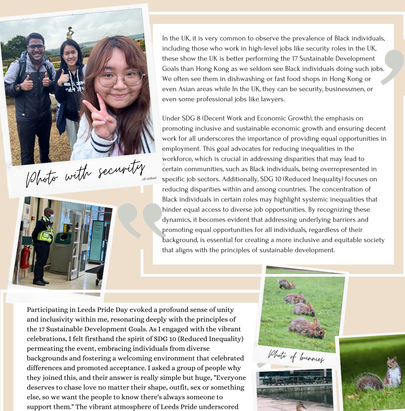 In the UK, it is very common to observe the prevalence of Black individuals,
including those who work in high-level jobs like security roles in the UK,
these show the UK is better performing the 17 Sustainable Development
Goals than Hong Kong as we seldom see Black individuals doing such jobs.
We often see them in dishwashing or fast food shops in Hong Kong or
even Asian areas while In the UK, they can be security, businessmen, or
even some professional jobs like lawyers.
Under SDG 8 (Decent Work and Economic Growth), the emphasis on
promoting inclusive and sustainable economic growth and ensuring decent
work for all underscores the importance of providing equal opportunities in
employment. This goal advocates for reducing inequalities in the
workforce, which is crucial in addressing disparities that may lead to
certain communities, such as Black individuals, being overrepresented in
specific job sectors. Additionally, SDG 10 (Reduced Inequality) focuses on
reducing disparities within and among countries. The concentration of
Black individuals in certain roles may highlight systemic inequalities that
hinder equal access to diverse job opportunities. By recognizing these
dynamics, it becomes evident that addressing underlying barriers and
promoting equal opportunities for all individuals, regardless of their
background, is essential for creating a more inclusive and equitable society
that aligns with the principles of sustainable development.
Photo with security
Participating in Leeds Pride Day evoked a profound sense of unity
and inclusivity within me, resonating deeply with the principles of
the 17 Sustainable Development Goals. As I engaged with the vibrant
celebrations, I felt firsthand the spirit of SDG 10 (Reduced Inequality)
permeating the event, embracing individuals from diverse
backgrounds and fostering a welcoming environment that celebrated
differences and promoted acceptance. I asked a group of people why
they joined this, and their answer is really simple but huge, "Everyone
deserves to chase love no matter their shape, outfit, sex or something
else, so we want the people to know there's always someone to
support them." The vibrant atmosphere of Leeds Pride underscored
Photo of bunnies